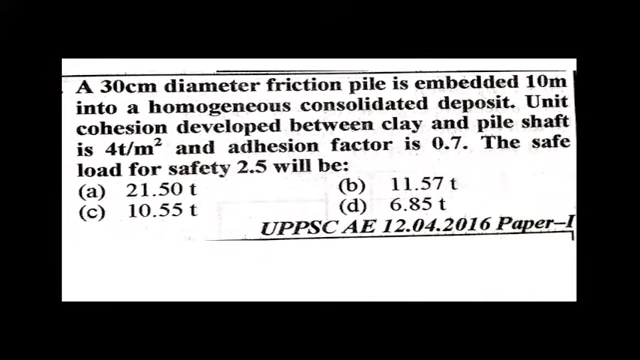 A 30cm diameter friction pile is embedded 10m
into a homogeneous consolidated deposit. Unit
cohesion developed between clay and pile shaft
is 4t/m² and adhesion factor is 0.7. The safe
load for safety 2.5 will be:
(a) 21.50 t (b) 11.57 t
(c) 10.55 t (d) 6.85 t
UPPSC AE 12.04.2016 Paper–I